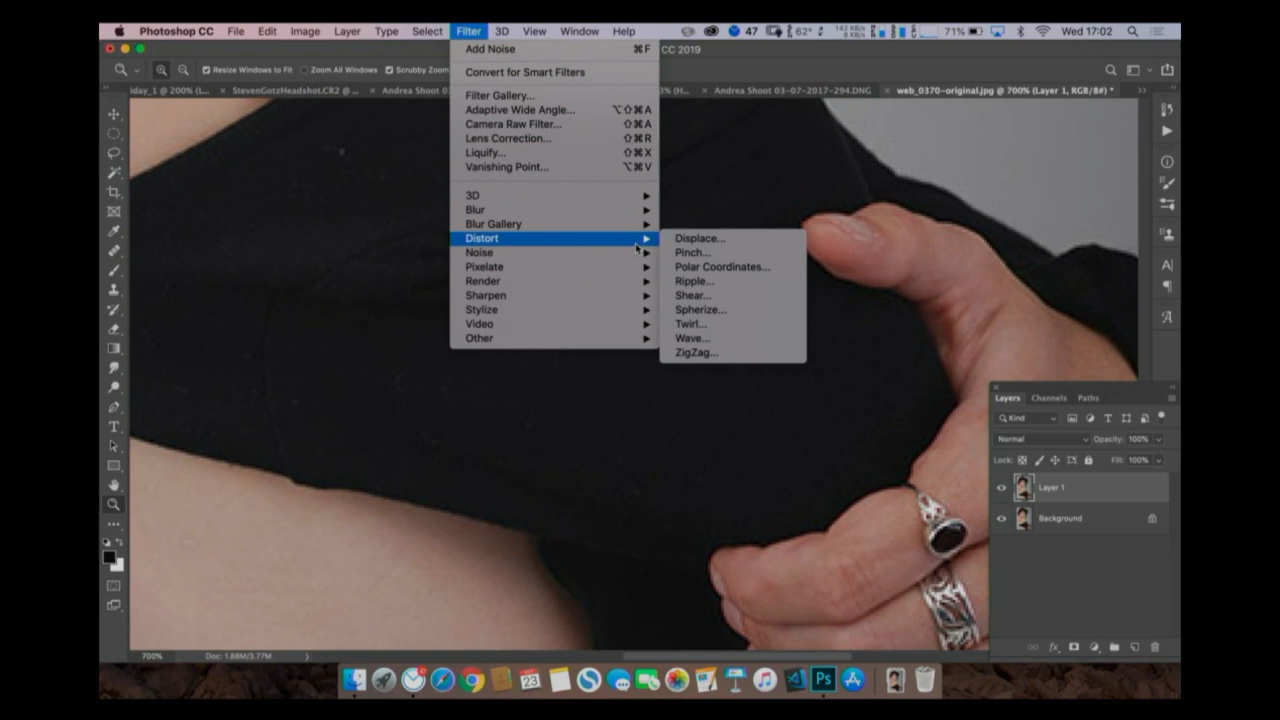 Photoshop CC File Edit Image Layer Type Select Filter 3D View Window Help 47 62° 142 KB/s 8 KB/s 71% Wed 17:02
CC 2019
Resize Windows to Fit Zoom All Windows Scrubby Zoom
iday_1 @ 200% (L... × StevenGotzHeadshot.CR2 @ ... × Andrea Shoot 0 × Andrea Shoot 03-07-2017-294.DNG × web_0370-original.jpg @ 700% (Layer 1, RGB/8#) *
Add Noise ⌘F
Convert for Smart Filters
Filter Gallery...
Adaptive Wide Angle... ⌥⇧⌘A
Camera Raw Filter... ⇧⌘A
Lens Correction... ⇧⌘R
Liquify... ⇧⌘X
Vanishing Point... ⌥⌘V
3D
Blur
Blur Gallery
Distort
Noise
Pixelate
Render
Sharpen
Stylize
Video
Other
Displace...
Pinch...
Polar Coordinates...
Ripple...
Shear...
Spherize...
Twirl...
Wave...
ZigZag...
Layers Channels Paths
Kind
Normal Opacity: 100%
Lock: Fill: 100%
Layer 1
Background
fx
700% Doc: 1.88M/3.77M
23
Ps